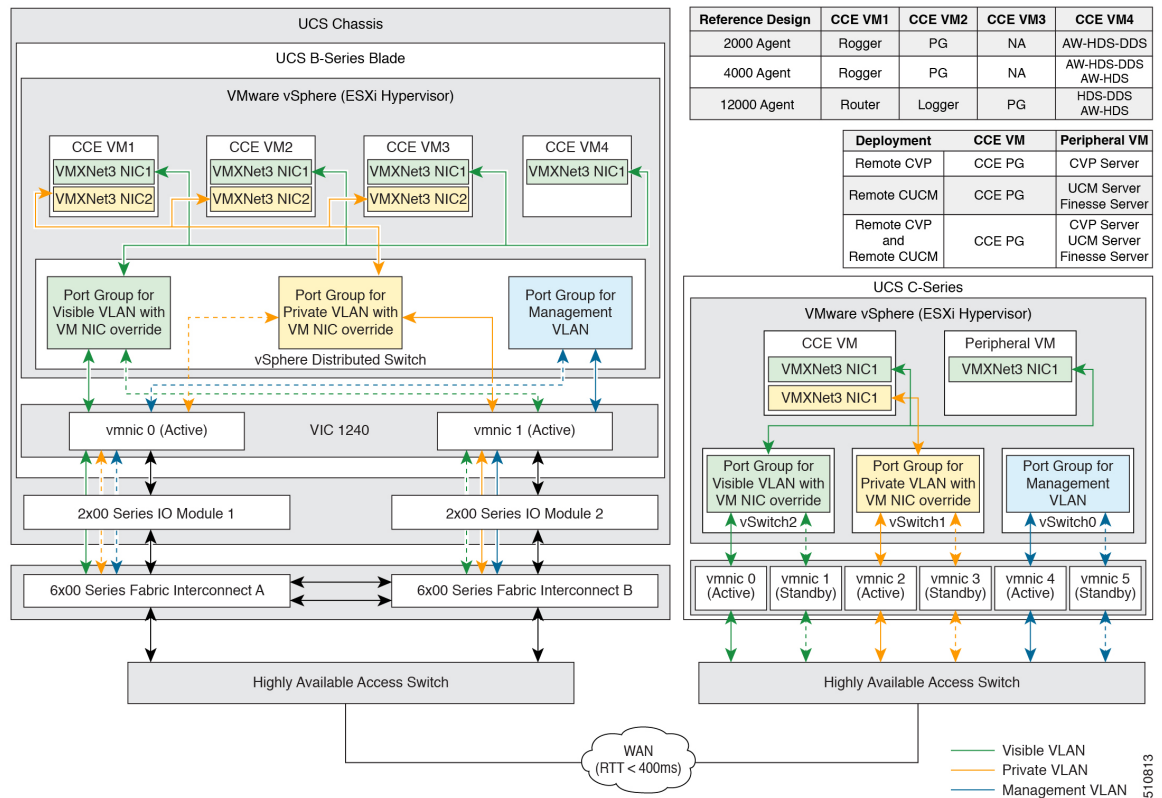 UCS Chassis
UCS B-Series Blade
VMware vSphere (ESXi Hypervisor)
CCE VM1
VMXNet3 NIC1
VMXNet3 NIC2
CCE VM2
VMXNet3 NIC1
VMXNet3 NIC2
CCE VM3
VMXNet3 NIC1
VMXNet3 NIC2
CCE VM4
VMXNet3 NIC1
Port Group for
Visible VLAN with
VM NIC override
Port Group for
Private VLAN with
VM NIC override
Port Group for
Management
VLAN
vSphere Distributed Switch
vmnic 0 (Active)
VIC 1240
vmnic 1 (Active)
2x00 Series IO Module 1
2x00 Series IO Module 2
6x00 Series Fabric Interconnect A
6x00 Series Fabric Interconnect B
Highly Available Access Switch
Reference Design CCE VM1 CCE VM2 CCE VM3 CCE VM4
2000 Agent Rogger PG NA AW-HDS-DDS
4000 Agent Rogger PG NA AW-HDS-DDS
AW-HDS
12000 Agent Router Logger PG HDS-DDS
AW-HDS
Deployment CCE VM Peripheral VM
Remote CVP CCE PG CVP Server
Remote CUCM CCE PG UCM Server
Finesse Server
Remote CVP
and
Remote CUCM
CCE PG
CVP Server
UCM Server
Finesse Server
UCS C-Series
VMware vSphere (ESXi Hypervisor)
CCE VM
VMXNet3 NIC1
VMXNet3 NIC1
Peripheral VM
VMXNet3 NIC1
Port Group for
Visible VLAN with
VM NIC override
vSwitch2
Port Group for
Private VLAN with
VM NIC override
vSwitch1
Port Group for
Management
VLAN
vSwitch0
vmnic 0
(Active)
vmnic 1
(Standby)
vmnic 2
(Active)
vmnic 3
(Standby)
vmnic 4
(Active)
vmnic 5
(Standby)
Highly Available Access Switch
WAN
(RTT < 400ms)
Visible VLAN
Private VLAN
Management VLAN
510813